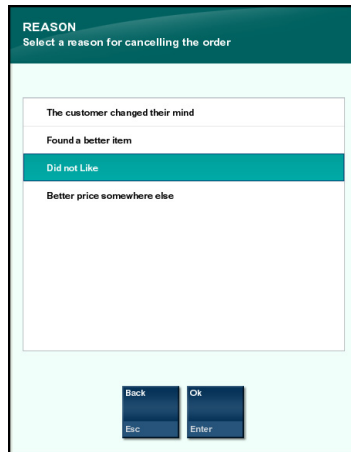 REASON
Select a reason for cancelling the order
The customer changed their mind
Found a better item
Did not Like
Better price somewhere else
Back Ok
Esc Enter